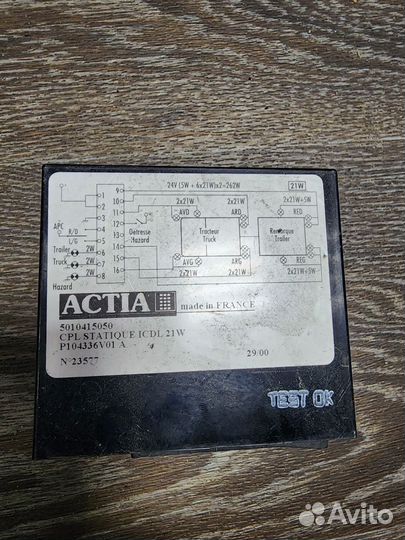 24V (5W + 6x21W)x2=262W
21W
1
2
3
4
5
6
7
8
9
10
11
12
13
14
15
16
2x21W
2x21W
2x21W+5W
AVD
ARD
RED
APC
R/D
L/G
Détresse
Hazard
Tracteur
Truck
Remorque
Trailer
Trailer
2W
Truck
2W
2W
Hazard
AVG
ARG
REG
2x21W
2x21W
2x21W+5W
ACTIA
made in FRANCE
5010415050
CPL STATIQUE ICDL 21W
P104336V01 A
N°23577
29/00
TEST OK
Avito